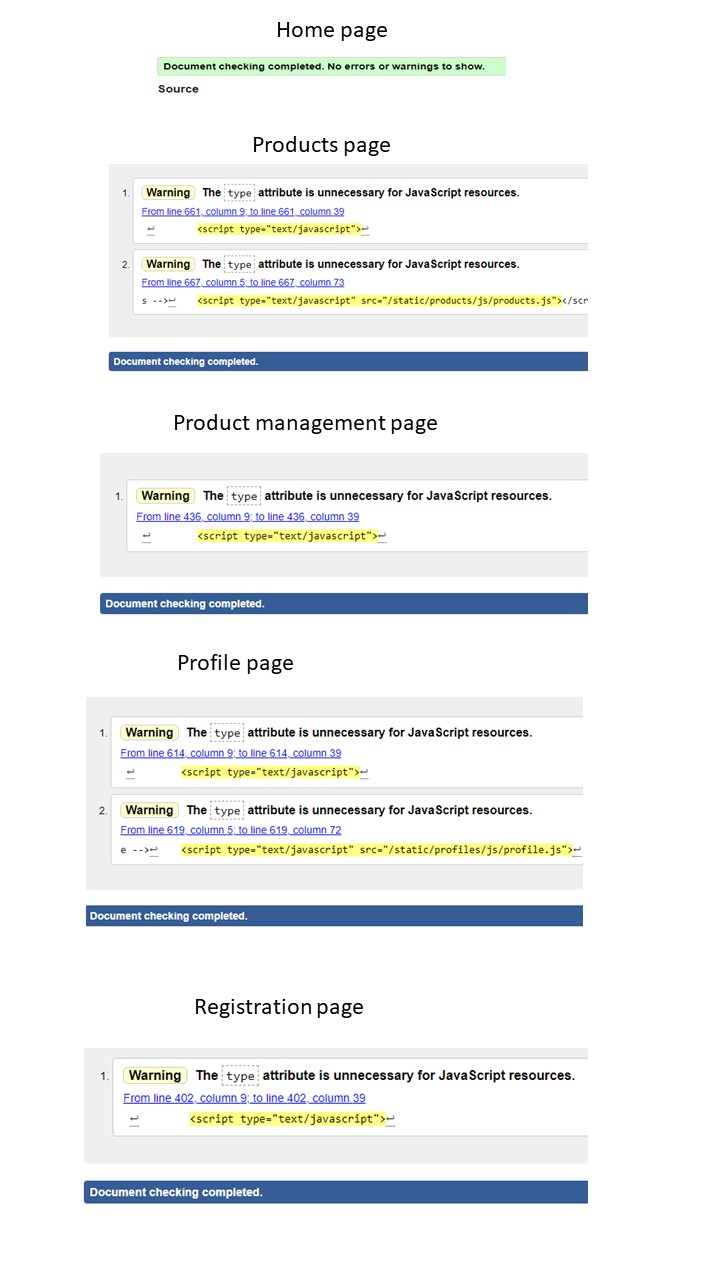 Home page
Document checking completed. No errors or warnings to show.
Source
Products page
1. Warning The type attribute is unnecessary for JavaScript resources.
From line 661, column 9; to line 661, column 39
↩ <script type="text/javascript">↩
2. Warning The type attribute is unnecessary for JavaScript resources.
From line 667, column 5; to line 667, column 73
s -->↩ <script type="text/javascript" src="/static/products/js/products.js"></scr
Document checking completed.
Product management page
1. Warning The type attribute is unnecessary for JavaScript resources.
From line 436, column 9; to line 436, column 39
↩ <script type="text/javascript">↩
Document checking completed.
Profile page
1. Warning The type attribute is unnecessary for JavaScript resources.
From line 614, column 9; to line 614, column 39
↩ <script type="text/javascript">↩
2. Warning The type attribute is unnecessary for JavaScript resources.
From line 619, column 5; to line 619, column 72
e -->↩ <script type="text/javascript" src="/static/profiles/js/profile.js">↩
Document checking completed.
Registration page
1. Warning The type attribute is unnecessary for JavaScript resources.
From line 402, column 9; to line 402, column 39
↩ <script type="text/javascript">↩
Document checking completed.